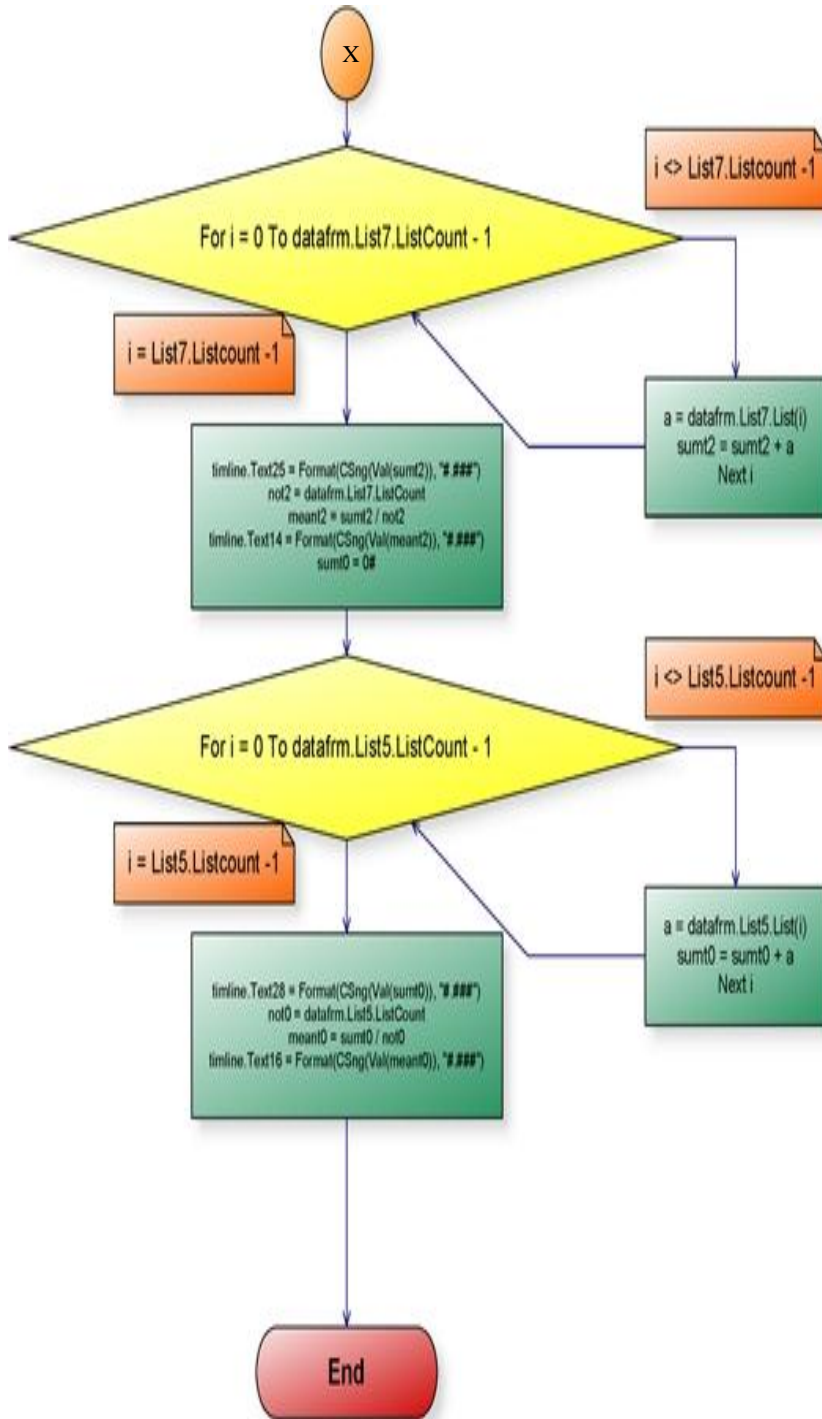 X
i <> List7.Listcount -1
For i = 0 To datafrm.List7.ListCount - 1
i = List7.Listcount -1
a = datafrm.List7.List(i)
sumt2 = sumt2 + a
Next i
timline.Text25 = Format(CSng(Val(sumt2)), "#.###")
not2 = datafrm.List7.ListCount
meant2 = sumt2 / not2
timline.Text14 = Format(CSng(Val(meant2)), "#.###")
sumt0 = 0#
i <> List5.Listcount -1
For i = 0 To datafrm.List5.ListCount - 1
i = List5.Listcount -1
a = datafrm.List5.List(i)
sumt0 = sumt0 + a
Next i
timline.Text28 = Format(CSng(Val(sumt0)), "#.###")
not0 = datafrm.List5.ListCount
meant0 = sumt0 / not0
timline.Text16 = Format(CSng(Val(meant0)), "#.###")
End